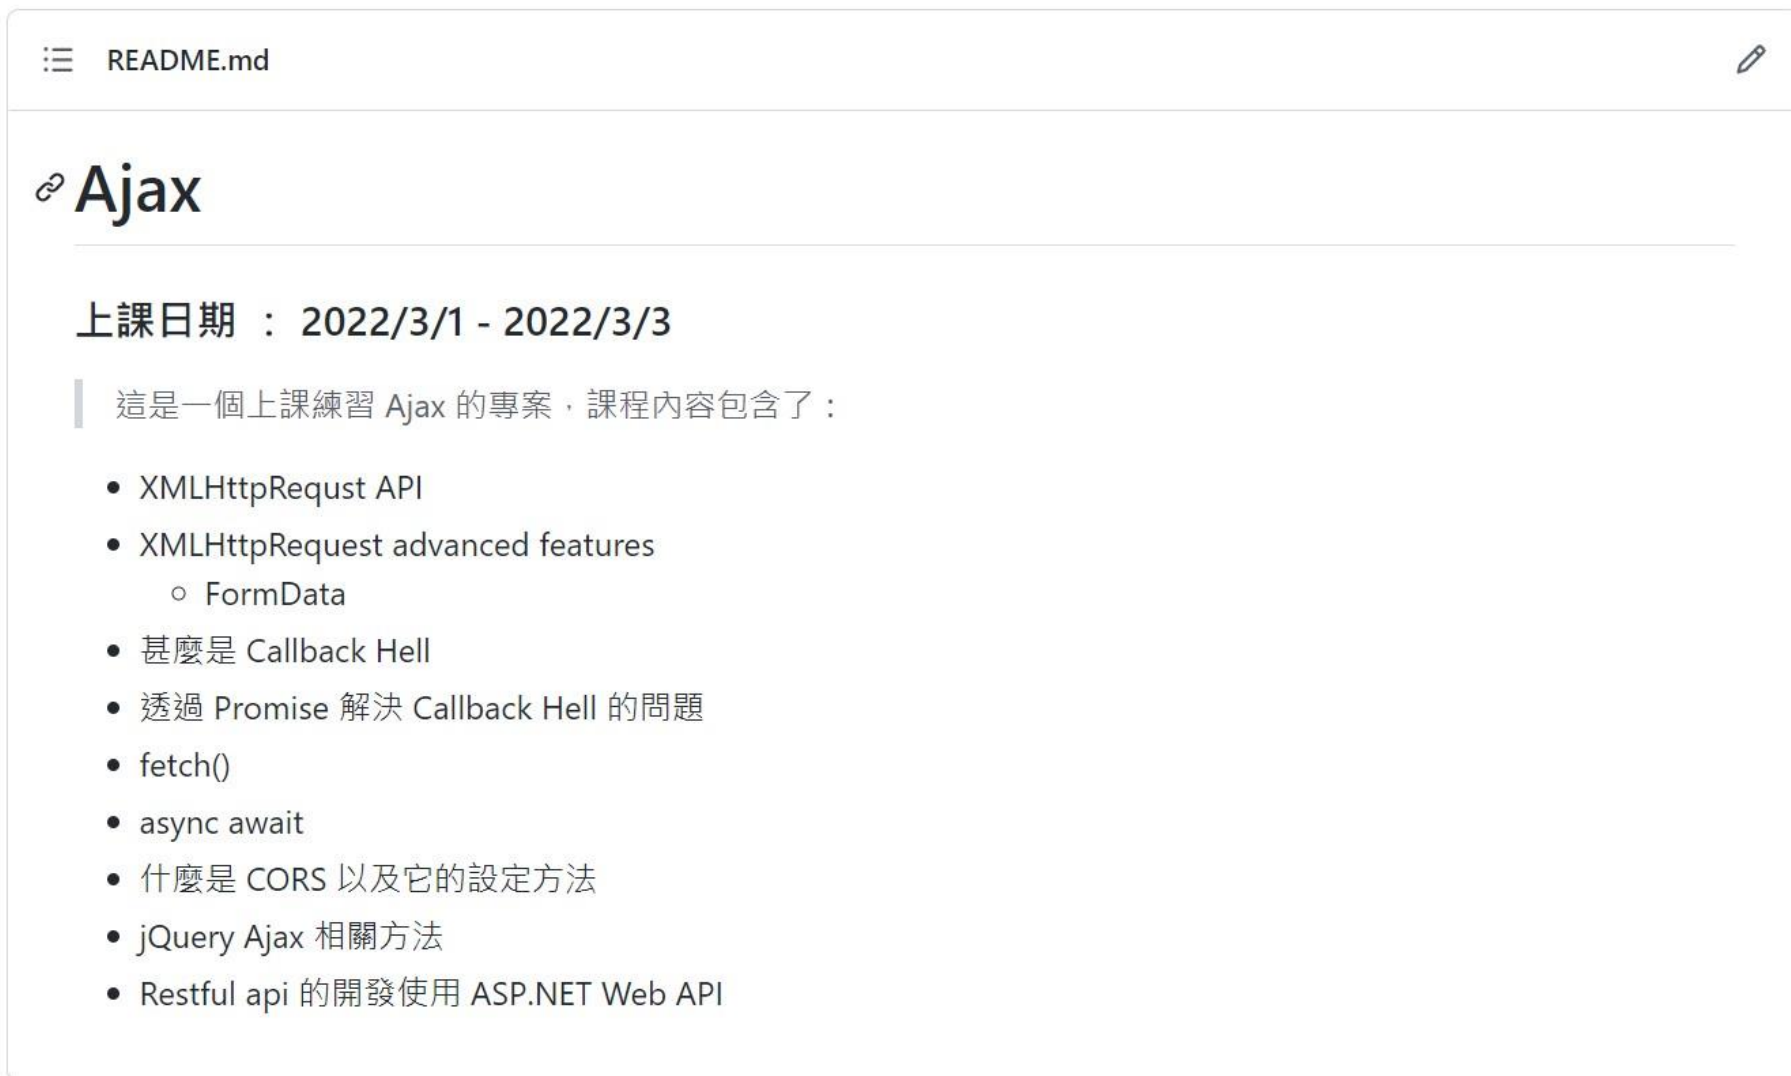 README.md
Ajax
上課日期 ： 2022/3/1 - 2022/3/3
這是一個上課練習 Ajax 的專案，課程內容包含了：
XMLHttpRequst API
XMLHttpRequest advanced features
FormData
甚麼是 Callback Hell
透過 Promise 解決 Callback Hell 的問題
fetch()
async await
什麼是 CORS 以及它的設定方法
jQuery Ajax 相關方法
Restful api 的開發使用 ASP.NET Web API